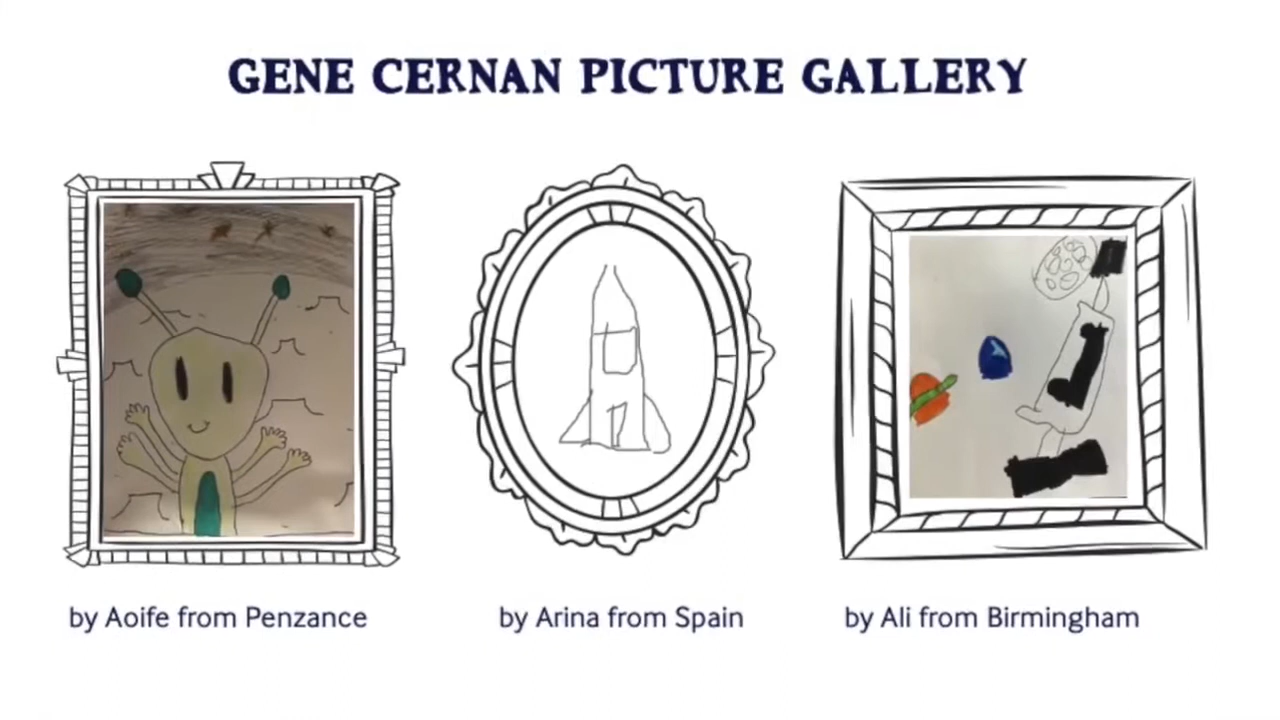 GENE CERNAN PICTURE GALLERY
by Aoife from Penzance
by Arina from Spain
by Ali from Birmingham